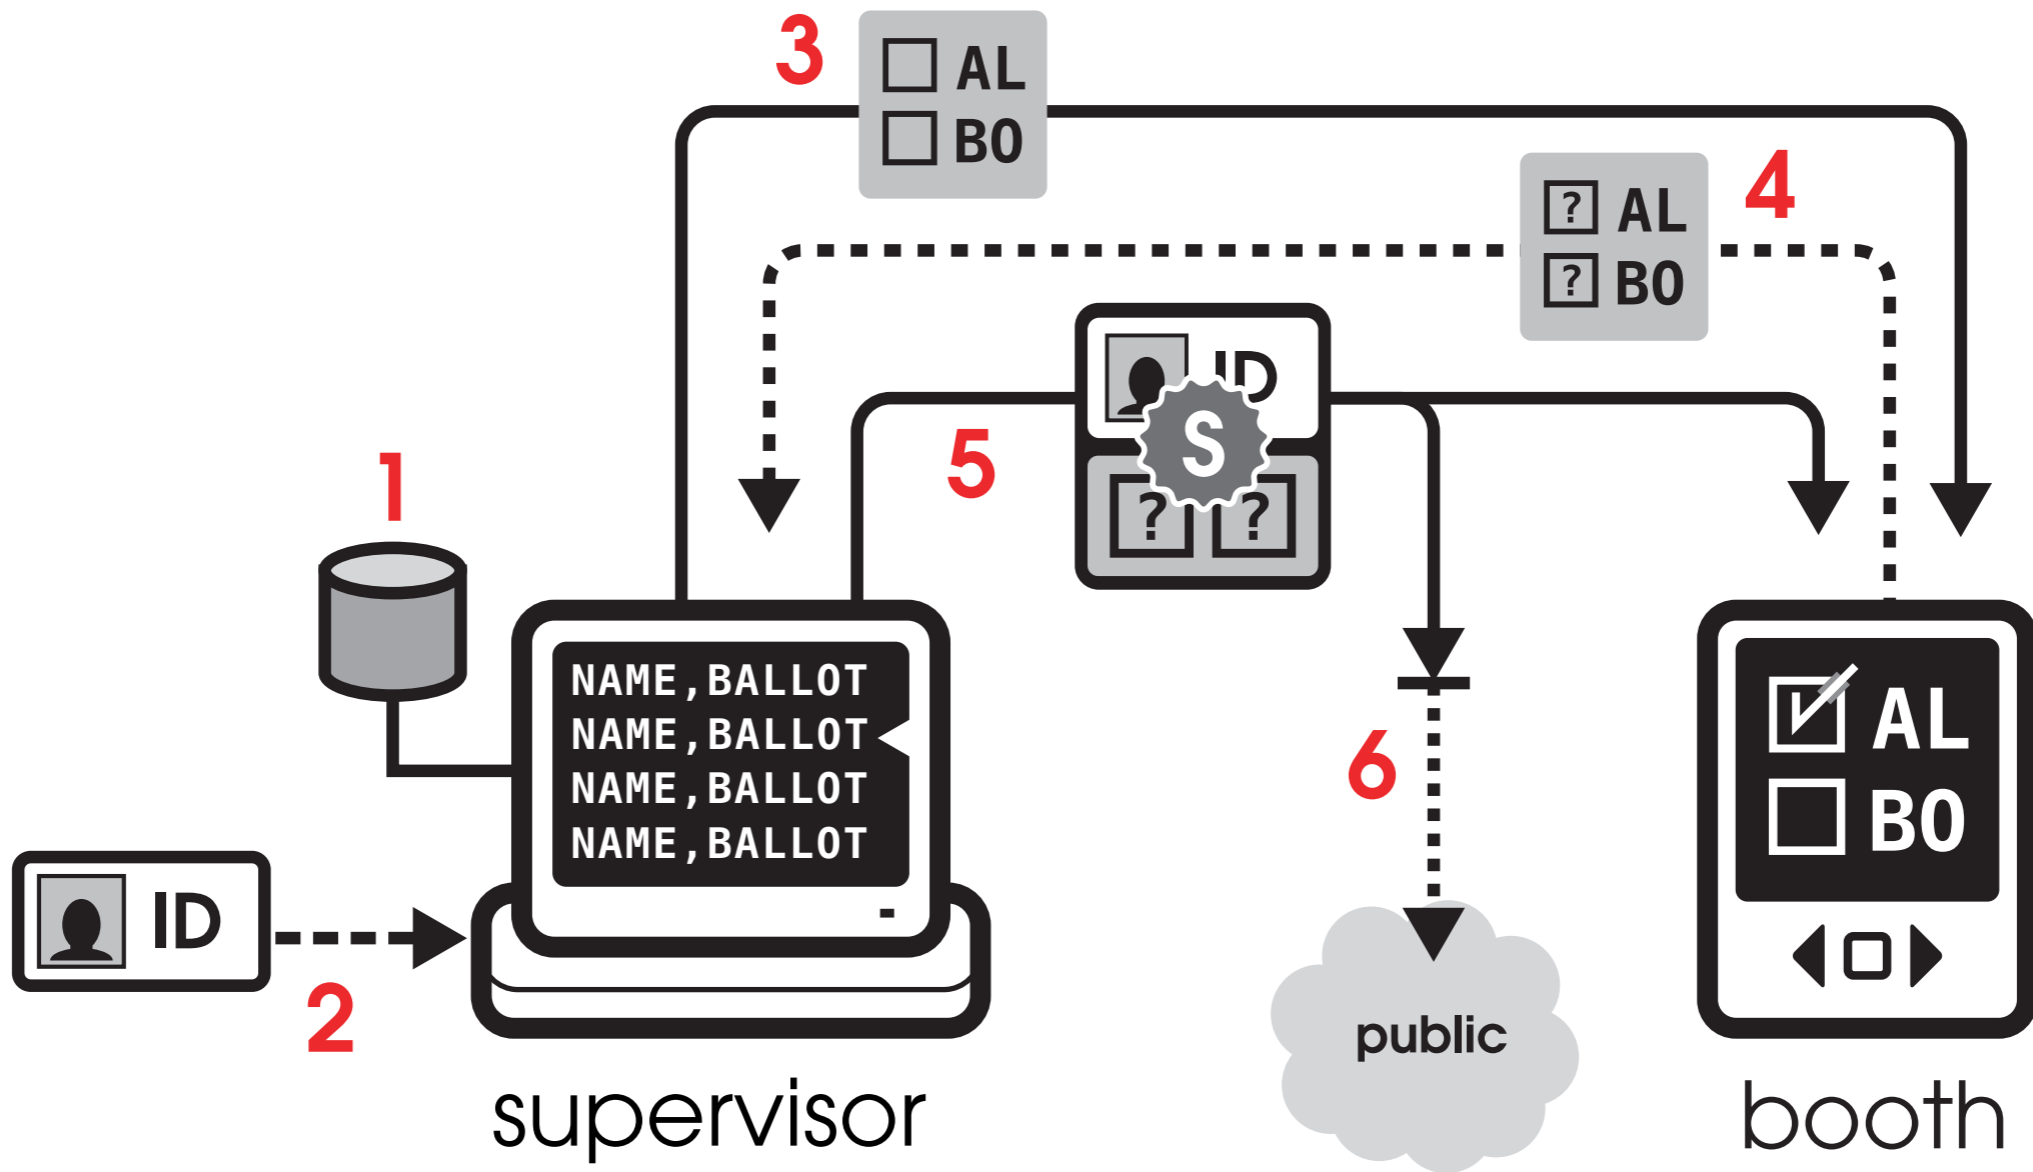 3
AL
BO
4
? AL
? BO
ID
S
? ?
5
1
NAME,BALLOT
NAME,BALLOT
NAME,BALLOT
NAME,BALLOT
AL
BO
6
ID
2
public
supervisor
booth